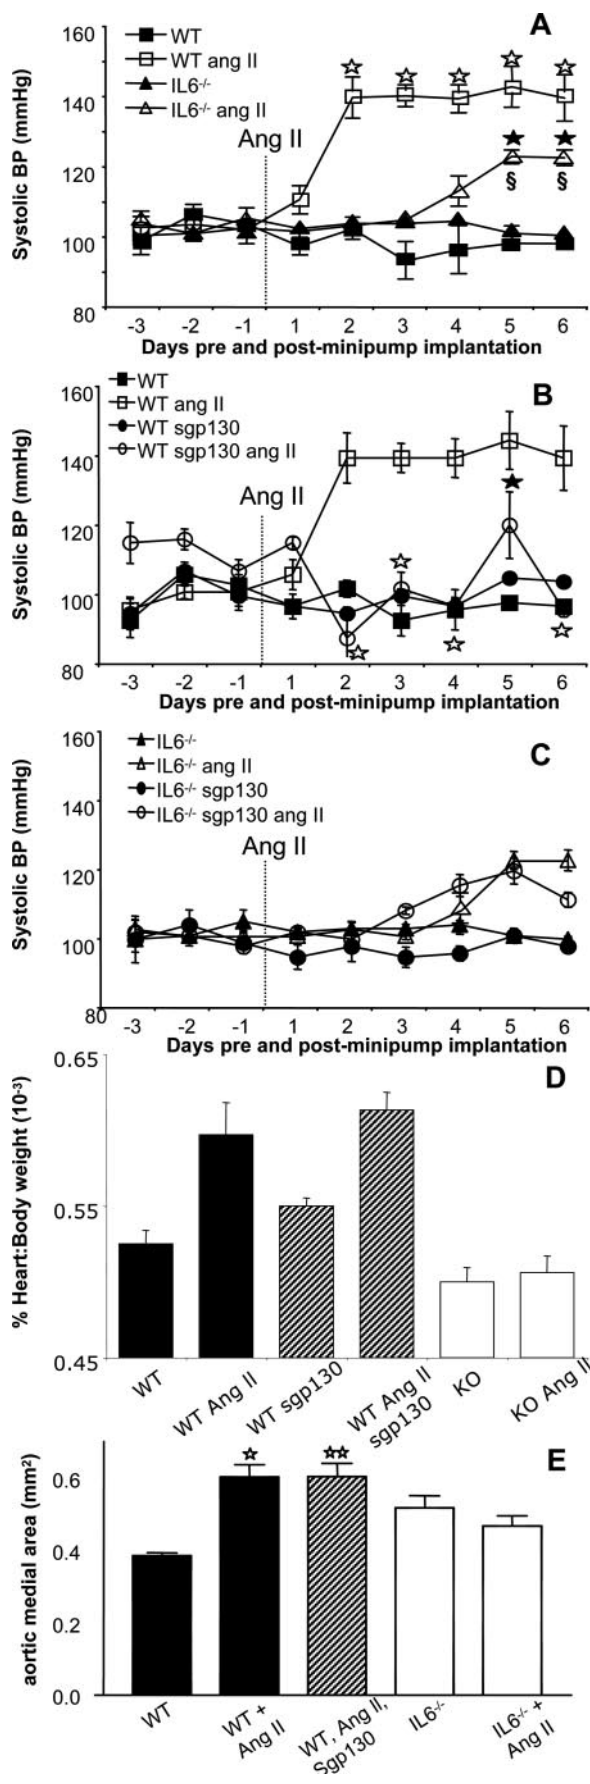 A
WT
WT ang II
IL6-/-
IL6-/- ang II
Ang II
Systolic BP (mmHg)
160
140
120
100
80
§ §
-3 -2 -1 1 2 3 4 5 6
Days pre and post-minipump implantation
B
WT
WT ang II
WT sgp130
WT sgp130 ang II
Ang II
Systolic BP (mmHg)
160
140
120
100
80
-3 -2 -1 1 2 3 4 5 6
Days pre and post-minipump implantation
C
IL6-/-
IL6-/- ang II
IL6-/- sgp130
IL6-/- sgp130 ang II
Ang II
Systolic BP (mmHg)
160
140
120
100
80
-3 -2 -1 1 2 3 4 5 6
Days pre and post-minipump implantation
D
% Heart:Body weight (10-3)
0.65
0.55
0.45
WT
WT Ang II
WT sgp130
WT Ang II
sgp130
KO
KO Ang II
E
aortic medial area (mm2)
0.6
0.4
0.2
0.0
WT
WT +
Ang II
WT, Ang II,
Sgp130
IL6-/-
IL6-/- +
Ang II